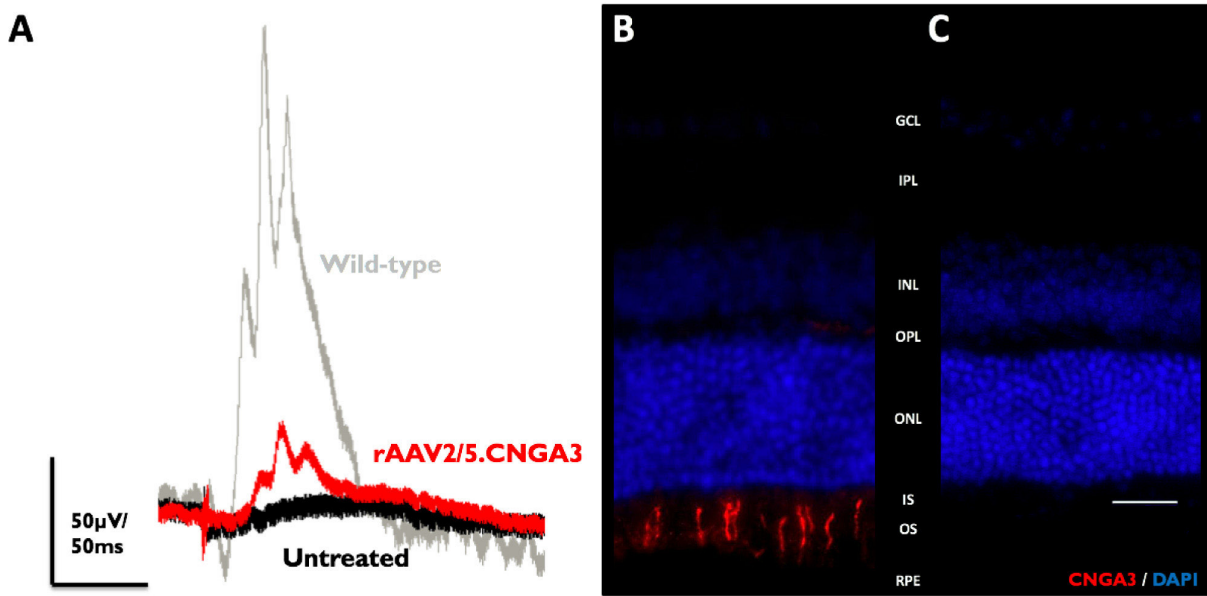 A
Wild-type
rAAV2/5.CNGA3
50µV/
50ms
Untreated
B
C
GCL
IPL
INL
OPL
ONL
IS
OS
RPE
CNGA3 / DAPI